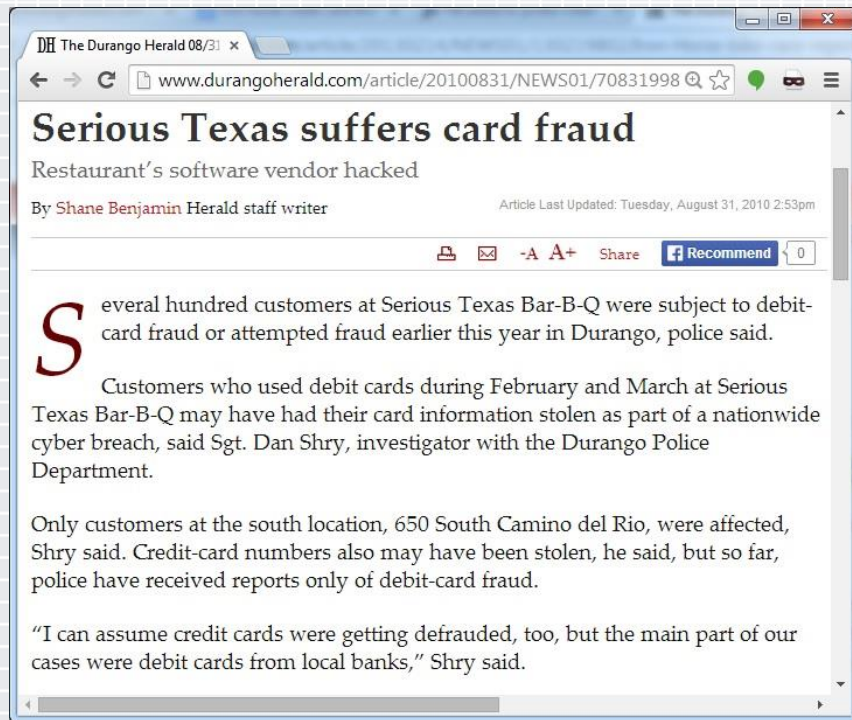 DH The Durango Herald 08/31
www.durangoherald.com/article/20100831/NEWS01/70831998
Serious Texas suffers card fraud
Restaurant's software vendor hacked
By Shane Benjamin Herald staff writer
Article Last Updated: Tuesday, August 31, 2010 2:53pm
-A A+ Share Recommend 0
Several hundred customers at Serious Texas Bar-B-Q were subject to debit-
card fraud or attempted fraud earlier this year in Durango, police said.
Customers who used debit cards during February and March at Serious
Texas Bar-B-Q may have had their card information stolen as part of a nationwide
cyber breach, said Sgt. Dan Shry, investigator with the Durango Police
Department.
Only customers at the south location, 650 South Camino del Rio, were affected,
Shry said. Credit-card numbers also may have been stolen, he said, but so far,
police have received reports only of debit-card fraud.
“I can assume credit cards were getting defrauded, too, but the main part of our
cases were debit cards from local banks,” Shry said.